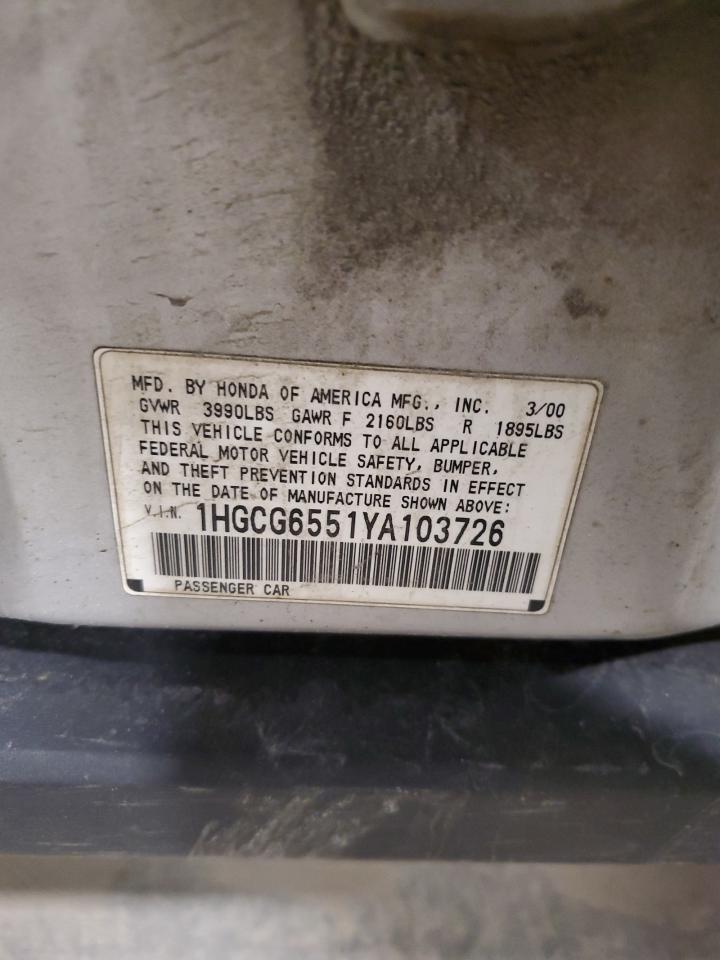 MFD. BY HONDA OF AMERICA MFG., INC. 3/00
GVWR 3990LBS GAWR F 2160LBS R 1895LBS
THIS VEHICLE CONFORMS TO ALL APPLICABLE
FEDERAL MOTOR VEHICLE SAFETY, BUMPER,
AND THEFT PREVENTION STANDARDS IN EFFECT
ON THE DATE OF MANUFACTURE SHOWN ABOVE:
V.I.N. 1HGCG6551YA103726
PASSENGER CAR